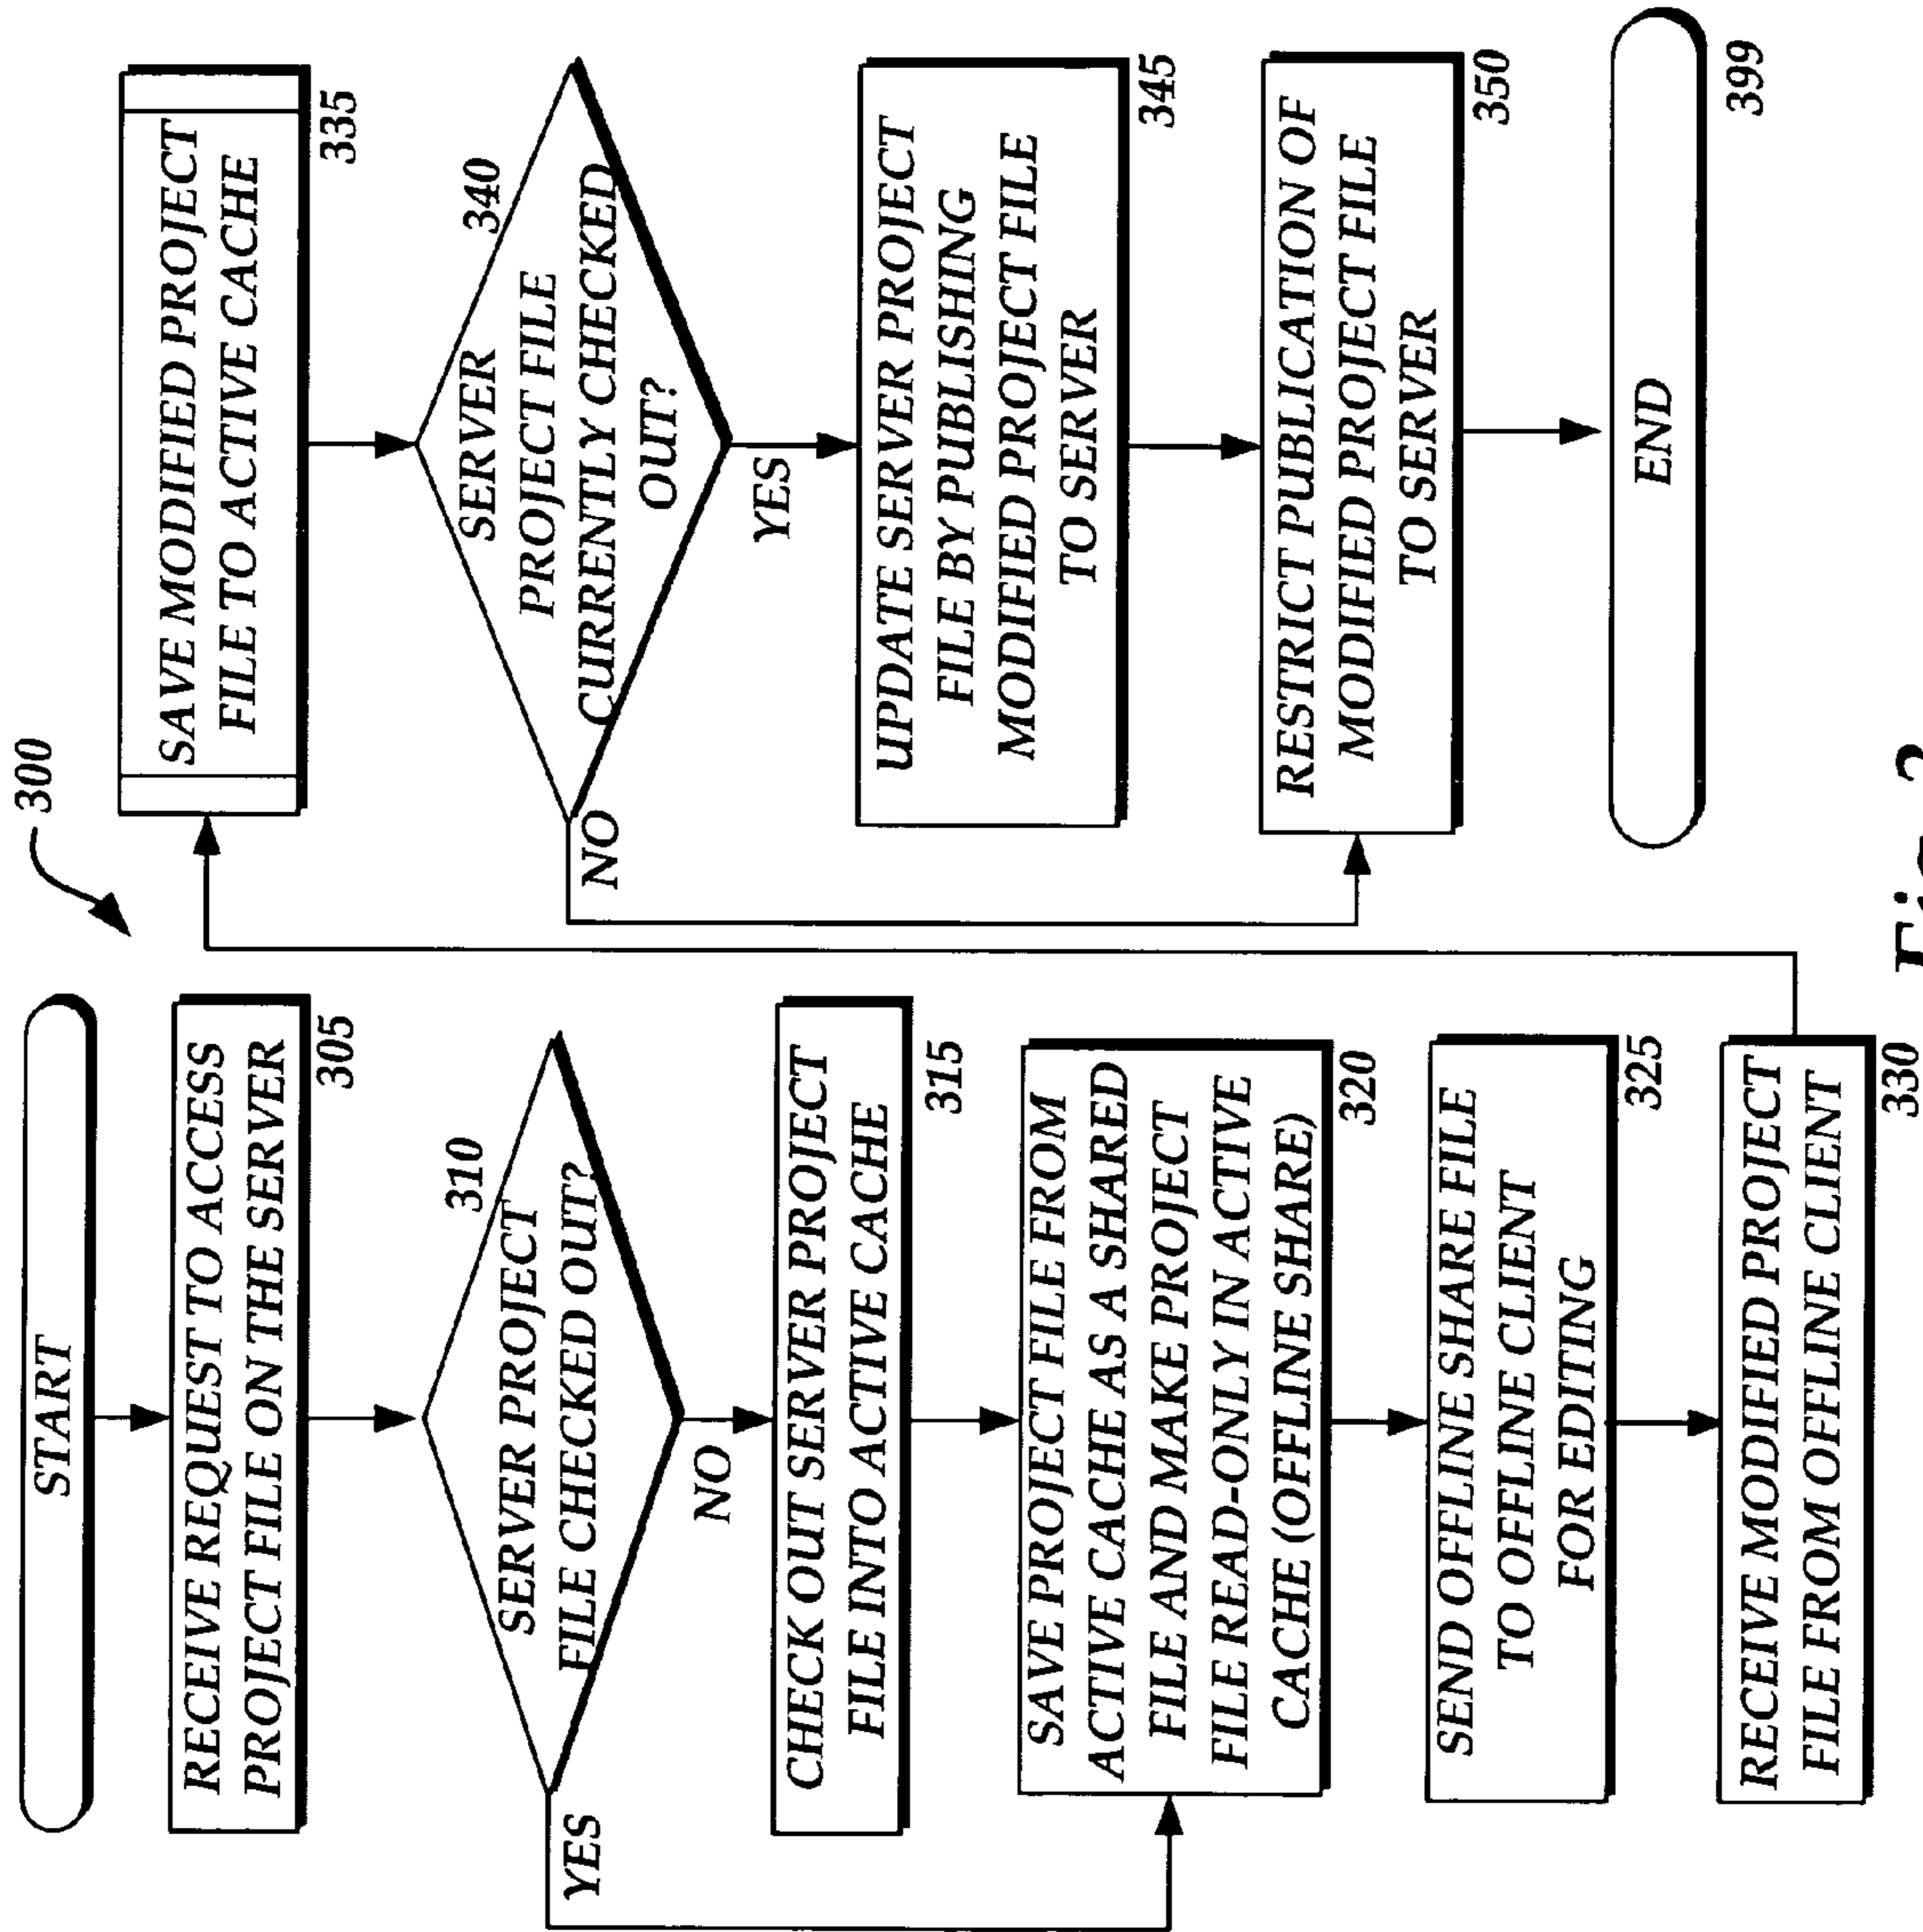 300
START
RECEIVE REQUEST TO ACCESS
PROJECT FILE ON THE SERVER
305
310
SERVER PROJECT
FILE CHECKED OUT?
YES
NO
CHECK OUT SERVER PROJECT
FILE INTO ACTIVE CACHE
315
SAVE PROJECT FILE FROM
ACTIVE CACHE AS A SHARED
FILE AND MAKE PROJECT
FILE READ-ONLY IN ACTIVE
CACHE (OFFLINE SHARE)
320
SEND OFFLINE SHARE FILE
TO OFFLINE CLIENT
FOR EDITING
325
RECEIVE MODIFIED PROJECT
FILE FROM OFFLINE CLIENT
330
SAVE MODIFIED PROJECT
FILE TO ACTIVE CACHE
335
340
SERVER
PROJECT FILE
CURRENTLY CHECKED
OUT?
NO
YES
UPDATE SERVER PROJECT
FILE BY PUBLISHING
MODIFIED PROJECT FILE
TO SERVER
345
RESTRICT PUBLICATION OF
MODIFIED PROJECT FILE
TO SERVER
350
END
399